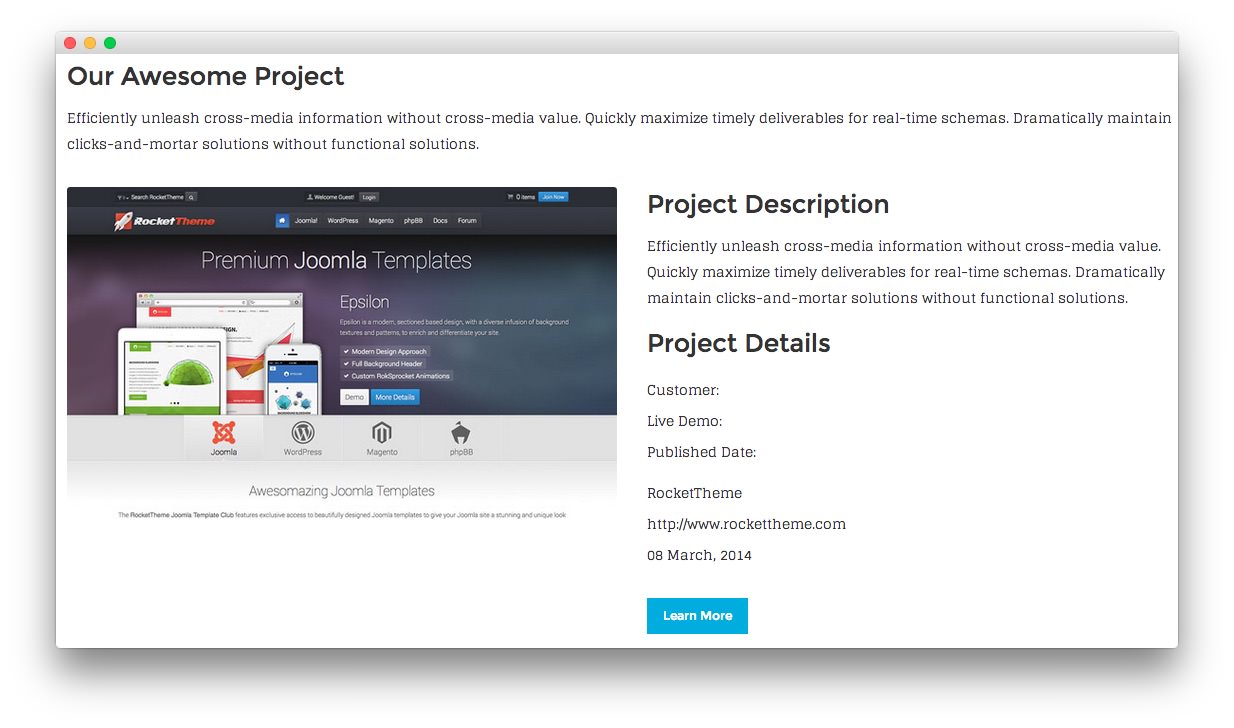 Our Awesome Project
Efficiently unleash cross-media information without cross-media value. Quickly maximize timely deliverables for real-time schemas. Dramatically maintain
clicks-and-mortar solutions without functional solutions.
Search RocketTheme
Welcome Guest! Login
0 items Join Now
RocketTheme
Joomla! WordPress Magento phpBB Docs Forum
Premium Joomla Templates
Epsilon
Epsilon is a modern, sectioned based design, with a diverse infusion of background
textures and patterns, to enrich and differentiate your site.
Modern Design Approach
Full Background Header
Custom RokSprocket Animations
Demo More Details
Joomla WordPress Magento phpBB
Awesomazing Joomla Templates
The RocketTheme Joomla Template Club features exclusive access to beautifully designed Joomla templates to give your Joomla site a stunning and unique look
Project Description
Efficiently unleash cross-media information without cross-media value.
Quickly maximize timely deliverables for real-time schemas. Dramatically
maintain clicks-and-mortar solutions without functional solutions.
Project Details
Customer:
Live Demo:
Published Date:
RocketTheme
http://www.rockettheme.com
08 March, 2014
Learn More